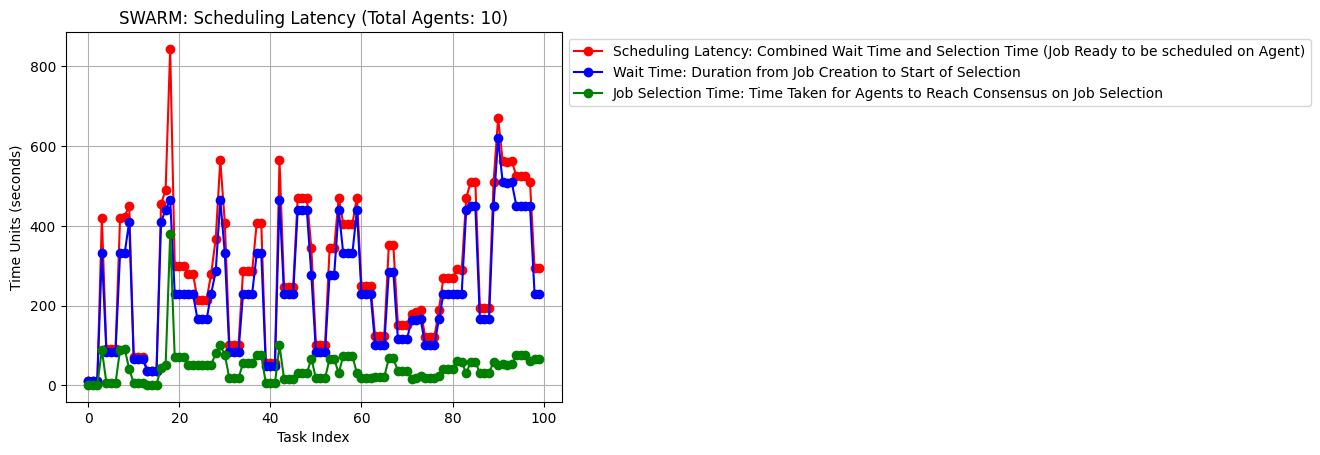 SWARM: Scheduling Latency (Total Agents: 10)
Scheduling Latency: Combined Wait Time and Selection Time (Job Ready to be scheduled on Agent)
Wait Time: Duration from Job Creation to Start of Selection
Job Selection Time: Time Taken for Agents to Reach Consensus on Job Selection
Time Units (seconds)
800
600
400
200
0
0 20 40 60 80 100
Task Index